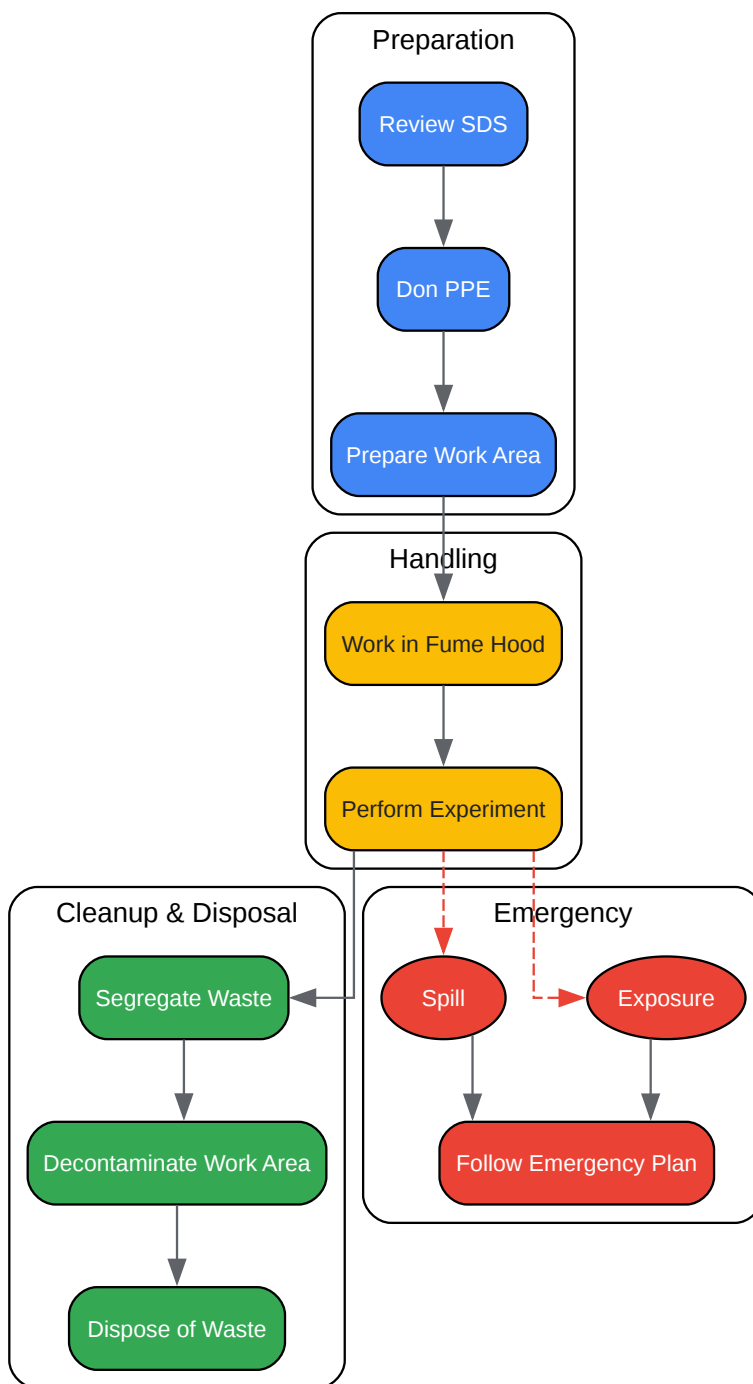 Preparation
Review SDS
Don PPE
Prepare Work Area
Handling
Work in Fume Hood
Perform Experiment
Cleanup & Disposal
Segregate Waste
Decontaminate Work Area
Dispose of Waste
Emergency
Spill
Exposure
Follow Emergency Plan